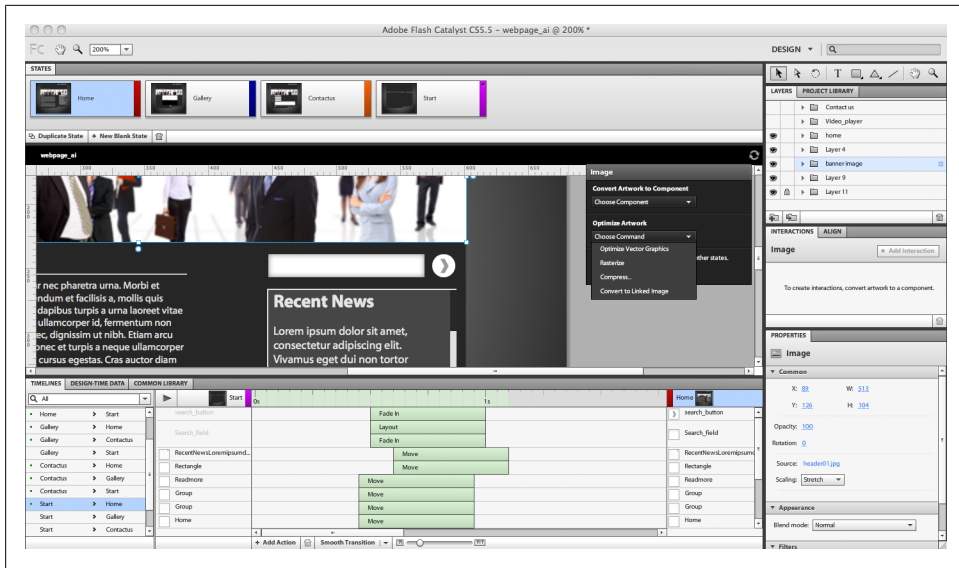 Adobe Flash Catalyst CS5.5 – webpage_ai @ 200% *
FC 200% DESIGN
STATES
Home Gallery Contactus Start
Duplicate State + New Blank State
webpage_ai
300 350 400 450 500 550 600 650
r nec pharetra urna. Morbi et
ndum et facilisis a, mollis quis
dapibus turpis a urna laoreet vitae
ullamcorper id, fermentum non
ec, dignissim ut nibh. Etiam arcu
onec et turpis a neque ullamcorper
cursus egestas. Cras auctor diam
Recent News
Lorem ipsum dolor sit amet,
consectetur adipiscing elit.
Vivamus eget dui non tortor
Image
Convert Artwork to Component
Choose Component
Optimize Artwork
Choose Command
Optimize Vector Graphics
Rasterize
Compress...
Convert to Linked Image
ther states.
LAYERS PROJECT LIBRARY
Contact us
Video_player
home
Layer 4
banner image
Layer 9
Layer 11
INTERACTIONS ALIGN
Image + Add Interaction
To create interactions, convert artwork to a component.
PROPERTIES
Image
Common
X: 89 W: 513
Y: 126 H: 104
Opacity: 100
Rotation: 0
Source: header01.jpg
Scaling: Stretch
Appearance
Blend mode: Normal
Filters
TIMELINES DESIGN-TIME DATA COMMON LIBRARY
All
Home > Start
Gallery > Home
Gallery > Contactus
Gallery > Start
Contactus > Home
Contactus > Gallery
Contactus > Start
Start > Home
Start > Gallery
Start > Contactus
Start 0s 1s Home
search_button Fade In search_button
Layout
Search_field Fade In Search_field
RecentNewsLoremipsumd... Move RecentNewsLoremipsumd
Rectangle Move Rectangle
Readmore Move Readmore
Group Move Group
Group Move Group
Home Move Home
+ Add Action Smooth Transition